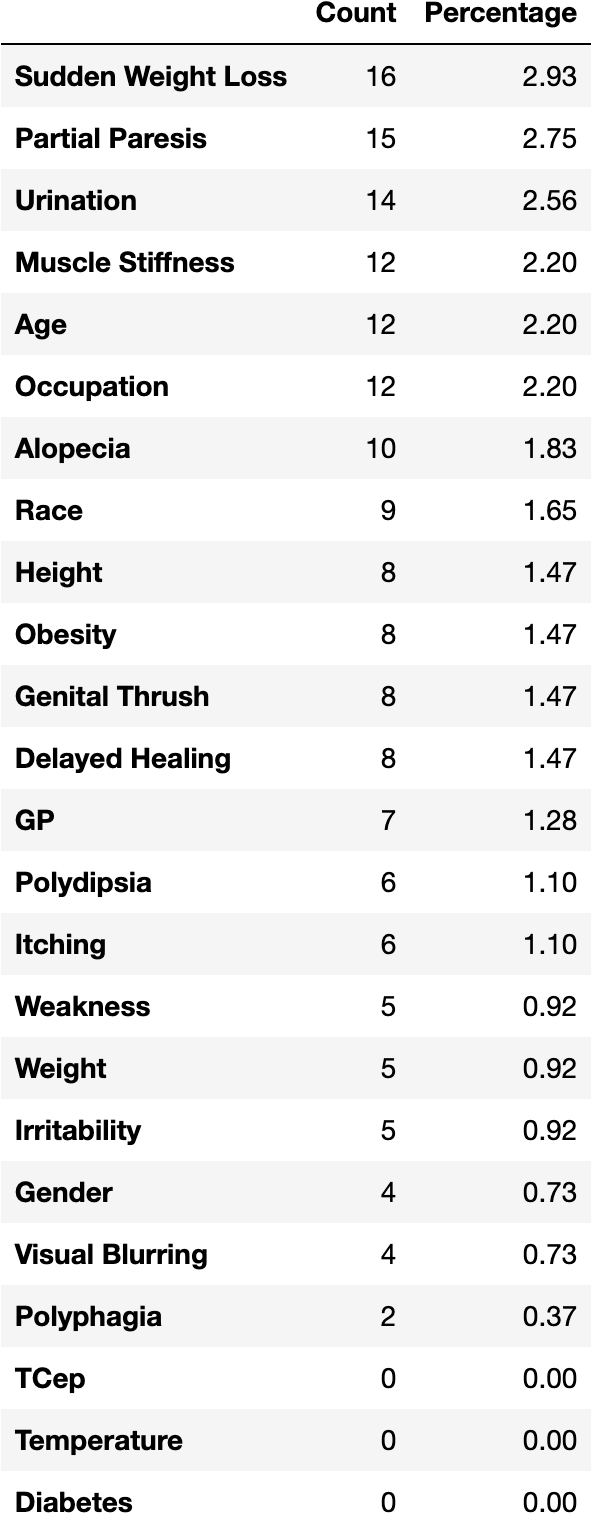 Count Percentage
Sudden Weight Loss 16 2.93
Partial Paresis 15 2.75
Urination 14 2.56
Muscle Stiffness 12 2.20
Age 12 2.20
Occupation 12 2.20
Alopecia 10 1.83
Race 9 1.65
Height 8 1.47
Obesity 8 1.47
Genital Thrush 8 1.47
Delayed Healing 8 1.47
GP 7 1.28
Polydipsia 6 1.10
Itching 6 1.10
Weakness 5 0.92
Weight 5 0.92
Irritability 5 0.92
Gender 4 0.73
Visual Blurring 4 0.73
Polyphagia 2 0.37
TCep 0 0.00
Temperature 0 0.00
Diabetes 0 0.00